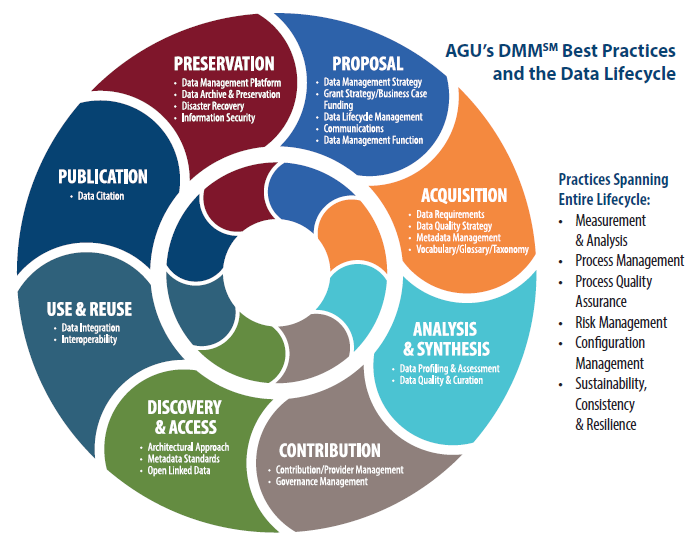 AGU's DMM℠ Best Practices
and the Data Lifecycle
PRESERVATION
• Data Management Platform
• Data Archive & Preservation
• Disaster Recovery
• Information Security
PROPOSAL
• Data Management Strategy
• Grant Strategy/Business Case
Funding
• Data Lifecycle Management
• Communications
• Data Management Function
ACQUISITION
• Data Requirements
• Data Quality Strategy
• Metadata Management
• Vocabulary/Glossary/Taxonomy
ANALYSIS
& SYNTHESIS
• Data Profiling & Assessment
• Data Quality & Curation
CONTRIBUTION
• Contribution/Provider Management
• Governance Management
DISCOVERY
& ACCESS
• Architectural Approach
• Metadata Standards
• Open Linked Data
USE & REUSE
• Data Integration
• Interoperability
PUBLICATION
• Data Citation
Practices Spanning
Entire Lifecycle:
• Measurement
& Analysis
• Process Management
• Process Quality
Assurance
• Risk Management
• Configuration
Management
• Sustainability,
Consistency
& Resilience